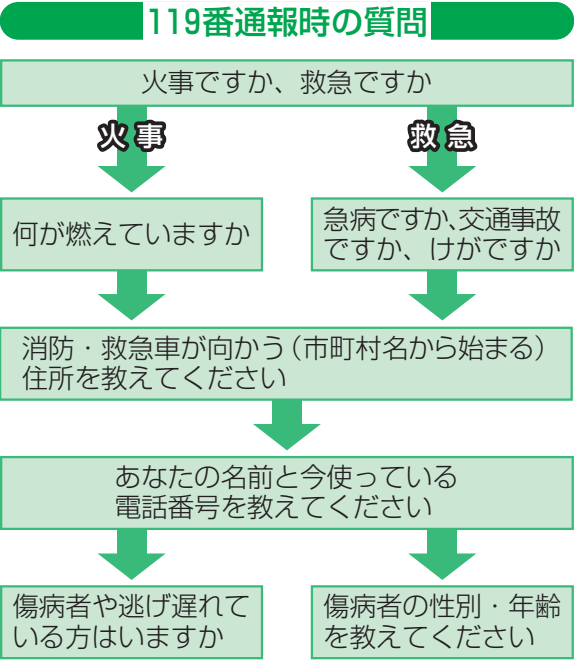 119番通報時の質問
火事ですか、救急ですか
火事
救急
何が燃えていますか
急病ですか、交通事故
ですか、けがですか
消防・救急車が向かう(市町村名から始まる)
住所を教えてください
あなたの名前と今使っている
電話番号を教えてください
傷病者や逃げ遅れて
いる方はいますか
傷病者の性別・年齢
を教えてください